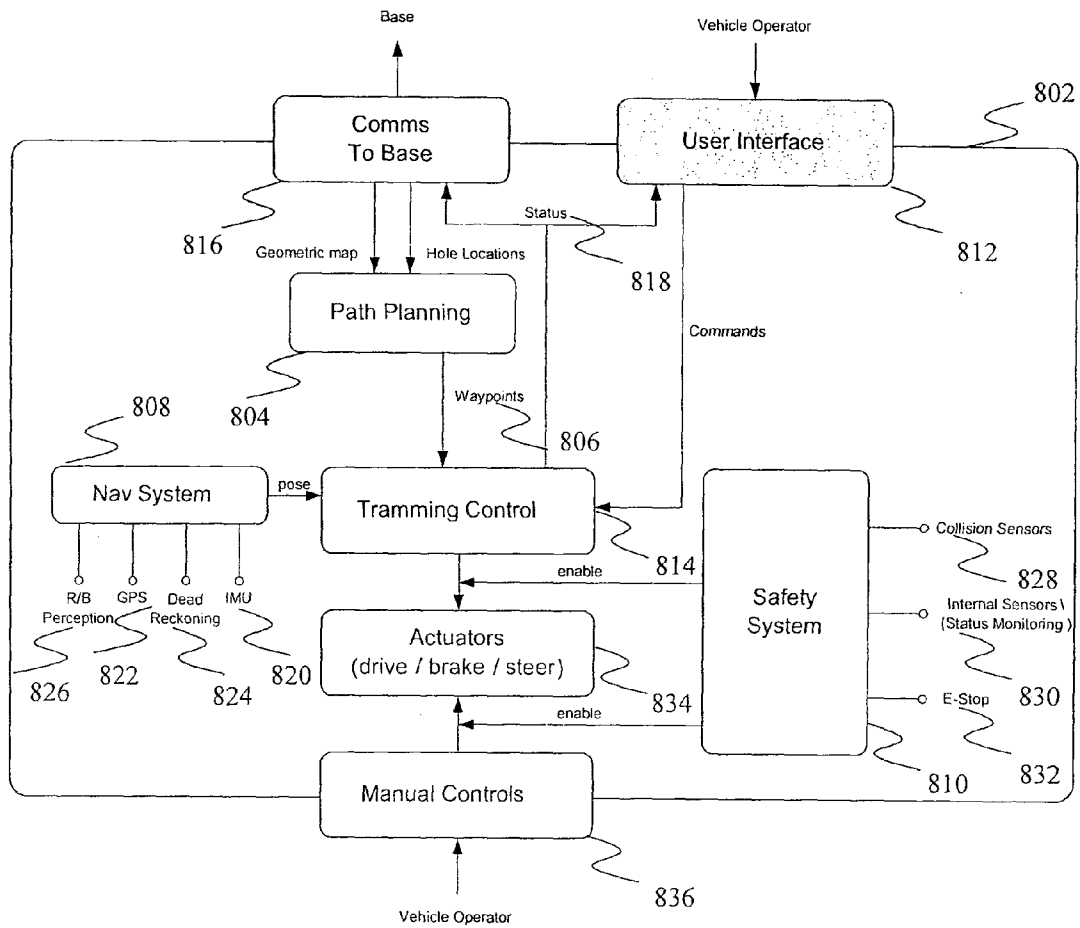 Base
Vehicle Operator
802
Comms
To Base
User Interface
816
Status
812
Geometric map
Hole Locations
818
Path Planning
Commands
804
Waypoints
808
806
Nav System
pose
Tramming Control
Collision Sensors
814
enable
828
R/B
Perception
GPS
Dead
Reckoning
IMU
Safety
System
Internal Sensors \
(Status Monitoring )
Actuators
(drive / brake / steer)
826
822
824
820
834
830
enable
E-Stop
810
832
Manual Controls
836
Vehicle Operator